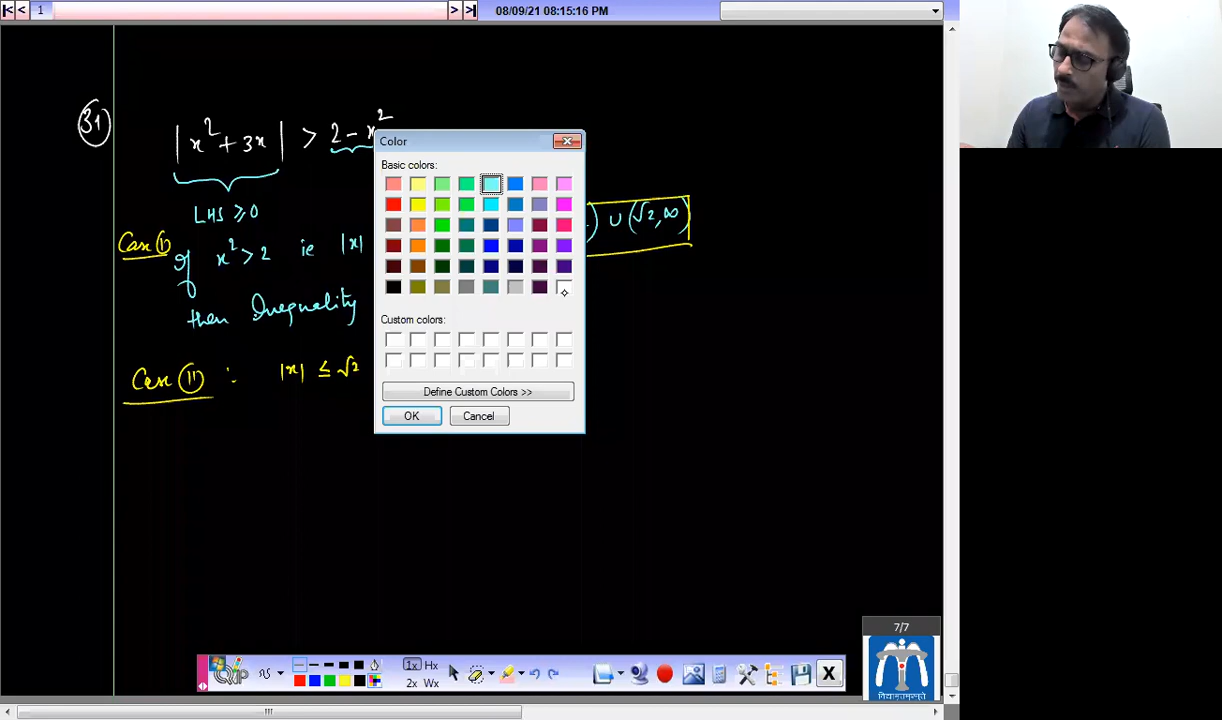 1
08/09/21 08:15:16 PM
31
|x² + 3x| > 2 - x²
LHS ≥ 0
Case (I)
If x² > 2 ie |x|
) ∪ (√2, ∞)
then Inequality
Case (II) : |x| ≤ √2
Color
Basic colors:
Custom colors:
Define Custom Colors >>
OK
Cancel
7/7
1x Hx
2x Wx
X